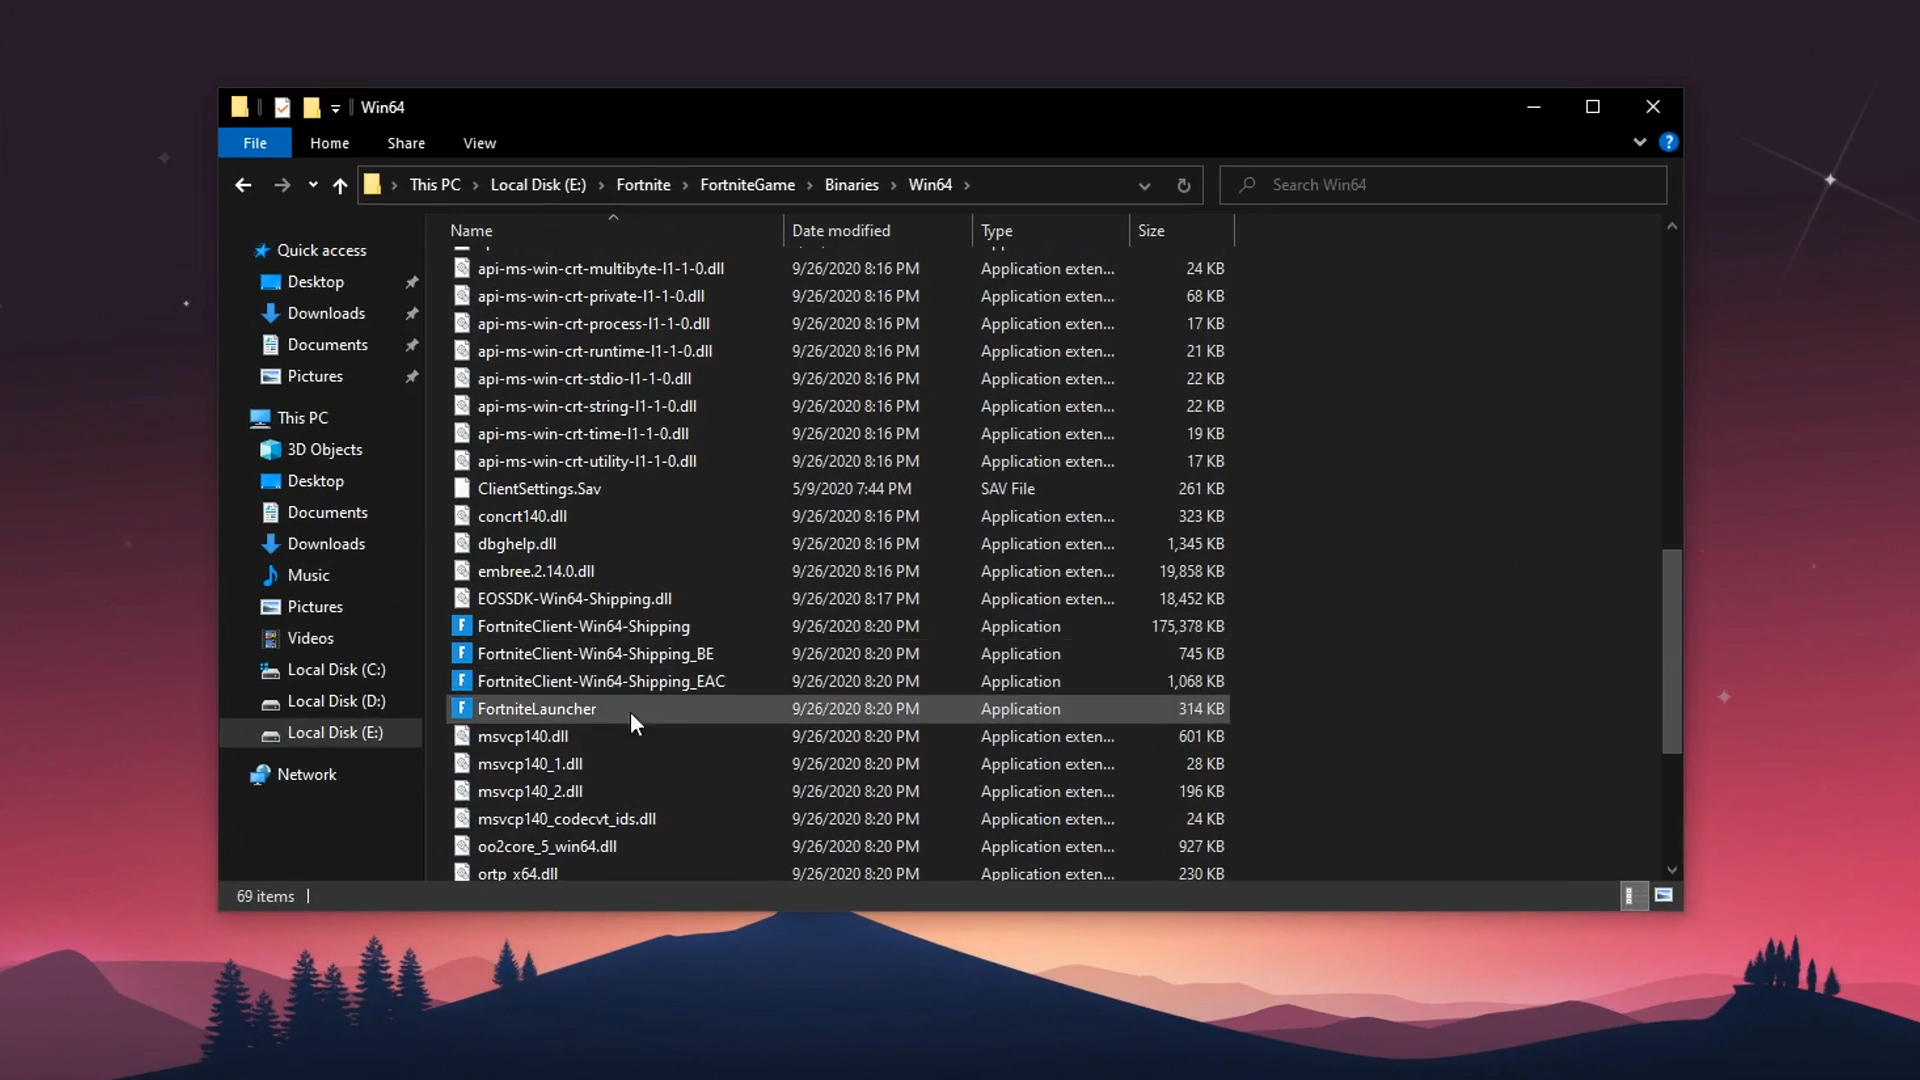 Win64
File Home Share View
This PC > Local Disk (E:) > Fortnite > FortniteGame > Binaries > Win64 > Search Win64
Name Date modified Type Size
Quick access
Desktop
Downloads
Documents
Pictures
This PC
3D Objects
Desktop
Documents
Downloads
Music
Pictures
Videos
Local Disk (C:)
Local Disk (D:)
Local Disk (E:)
Network
api-ms-win-crt-multibyte-l1-1-0.dll 9/26/2020 8:16 PM Application exten... 24 KB
api-ms-win-crt-private-l1-1-0.dll 9/26/2020 8:16 PM Application exten... 68 KB
api-ms-win-crt-process-l1-1-0.dll 9/26/2020 8:16 PM Application exten... 17 KB
api-ms-win-crt-runtime-l1-1-0.dll 9/26/2020 8:16 PM Application exten... 21 KB
api-ms-win-crt-stdio-l1-1-0.dll 9/26/2020 8:16 PM Application exten... 22 KB
api-ms-win-crt-string-l1-1-0.dll 9/26/2020 8:16 PM Application exten... 22 KB
api-ms-win-crt-time-l1-1-0.dll 9/26/2020 8:16 PM Application exten... 19 KB
api-ms-win-crt-utility-l1-1-0.dll 9/26/2020 8:16 PM Application exten... 17 KB
ClientSettings.Sav 5/9/2020 7:44 PM SAV File 261 KB
concrt140.dll 9/26/2020 8:16 PM Application exten... 323 KB
dbghelp.dll 9/26/2020 8:16 PM Application exten... 1,345 KB
embree.2.14.0.dll 9/26/2020 8:16 PM Application exten... 19,858 KB
EOSSDK-Win64-Shipping.dll 9/26/2020 8:17 PM Application exten... 18,452 KB
FortniteClient-Win64-Shipping 9/26/2020 8:20 PM Application 175,378 KB
FortniteClient-Win64-Shipping_BE 9/26/2020 8:20 PM Application 745 KB
FortniteClient-Win64-Shipping_EAC 9/26/2020 8:20 PM Application 1,068 KB
FortniteLauncher 9/26/2020 8:20 PM Application 314 KB
msvcp140.dll 9/26/2020 8:20 PM Application exten... 601 KB
msvcp140_1.dll 9/26/2020 8:20 PM Application exten... 28 KB
msvcp140_2.dll 9/26/2020 8:20 PM Application exten... 196 KB
msvcp140_codecvt_ids.dll 9/26/2020 8:20 PM Application exten... 24 KB
oo2core_5_win64.dll 9/26/2020 8:20 PM Application exten... 927 KB
ortp_x64.dll 9/26/2020 8:20 PM Application exten... 230 KB
69 items